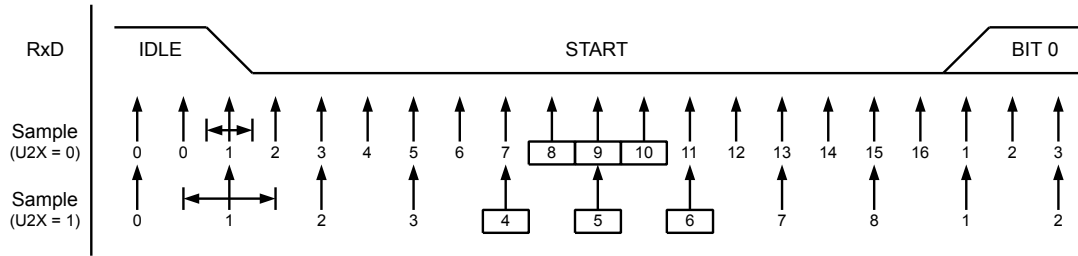 RxD IDLE START BIT 0
Sample
(U2X = 0) 0 0 1 2 3 4 5 6 7 8 9 10 11 12 13 14 15 16 1 2 3
Sample
(U2X = 1) 0 1 2 3 4 5 6 7 8 1 2